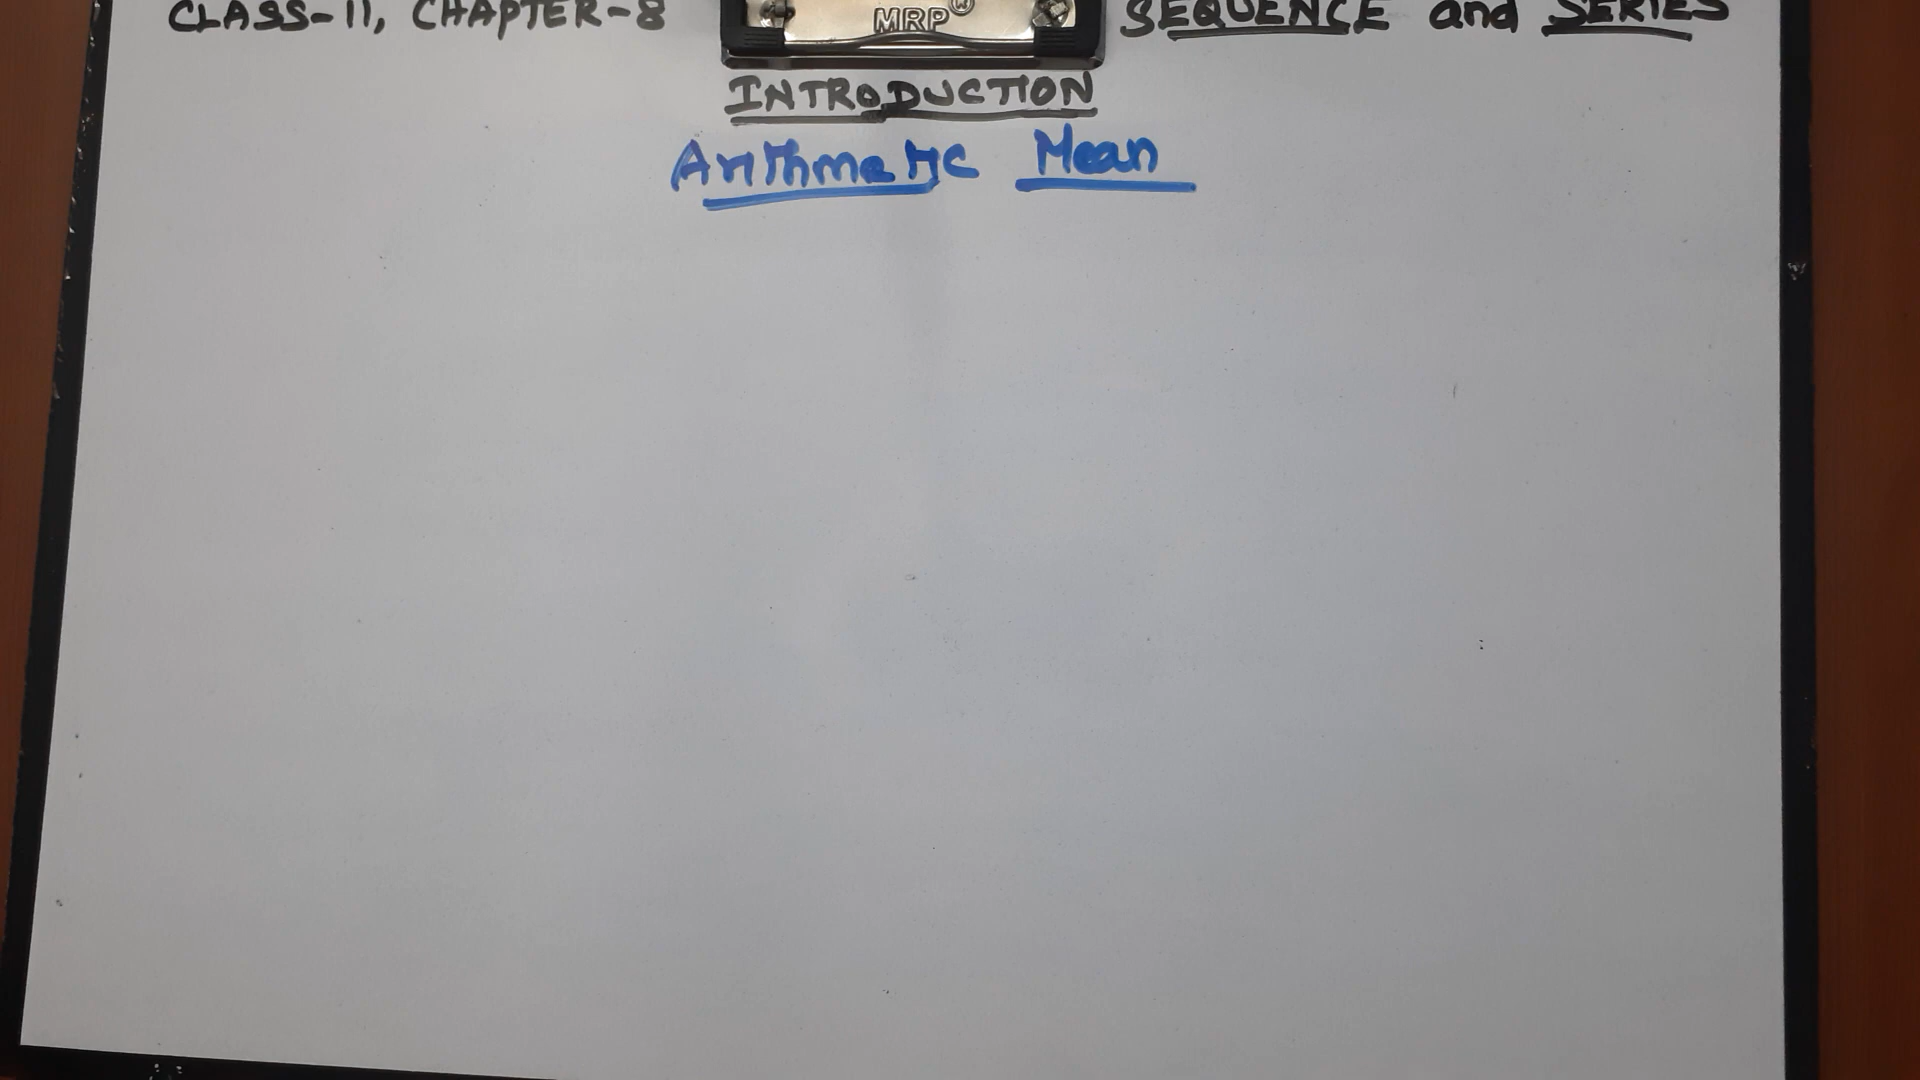 CLASS-11, CHAPTER-8 MRP SEQUENCE and SERIES
INTRODUCTION
Arithmetic Mean